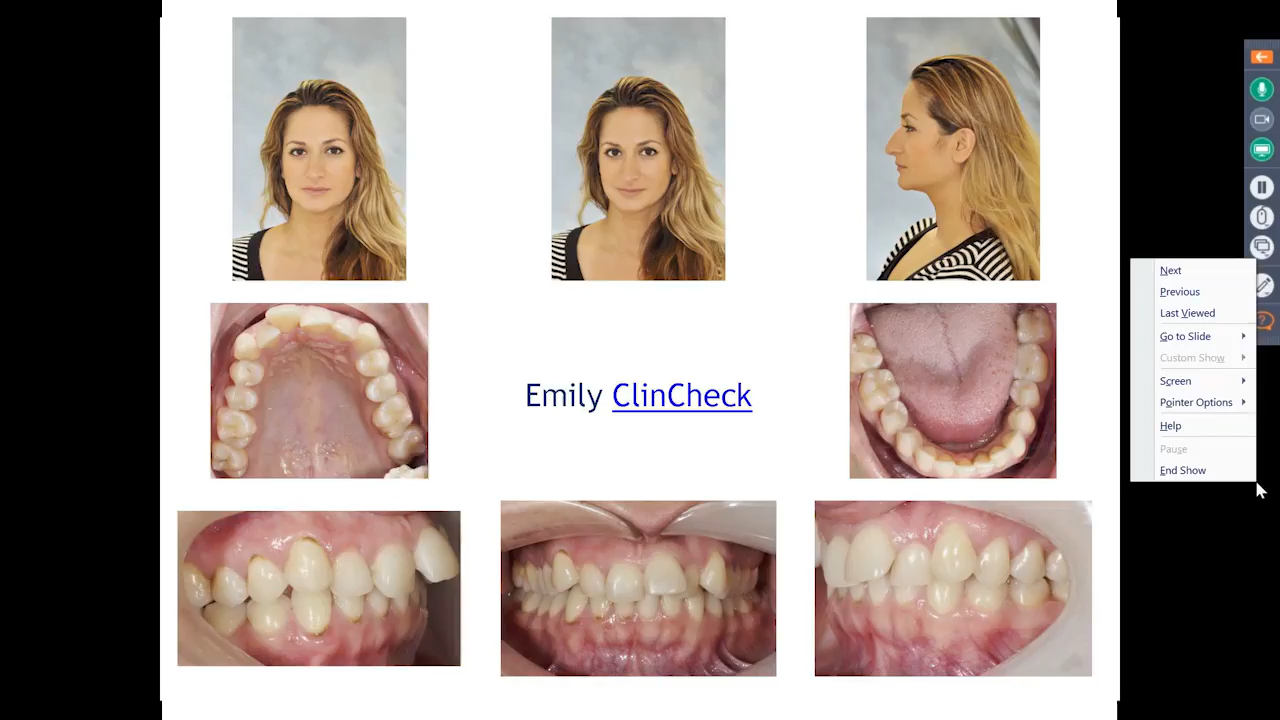 Emily ClinCheck
Next
Previous
Last Viewed
Go to Slide
Custom Show
Screen
Pointer Options
Help
Pause
End Show
?